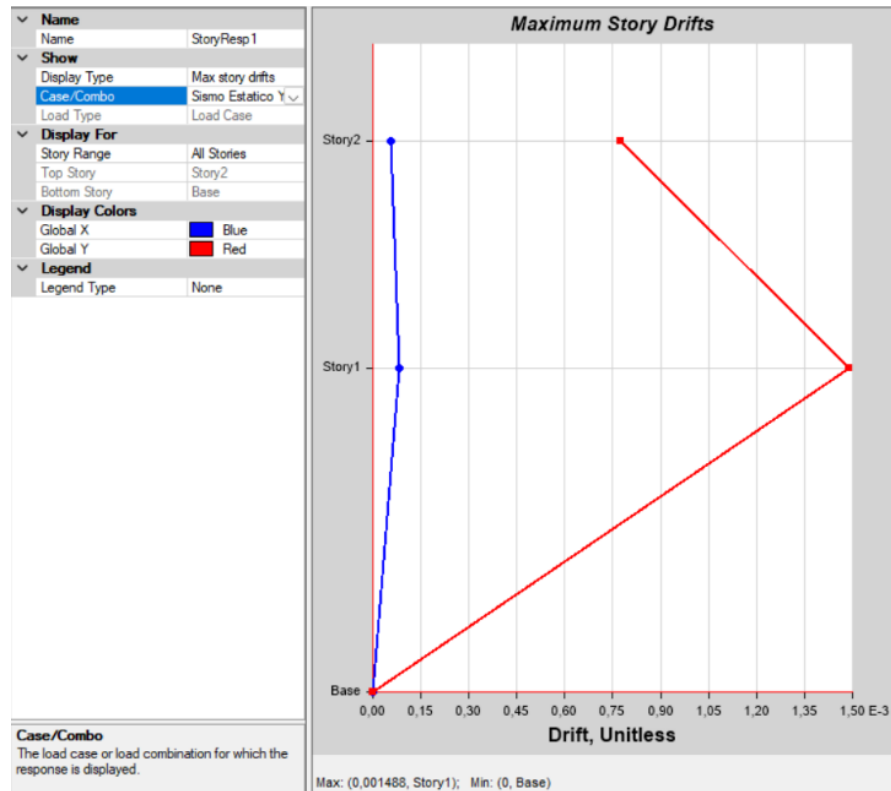 Name
Name StoryResp1
Show
Display Type Max story drifts
Case/Combo Sismo Estatico Y
Load Type Load Case
Display For
Story Range All Stories
Top Story Story2
Bottom Story Base
Display Colors
Global X Blue
Global Y Red
Legend
Legend Type None
Case/Combo
The load case or load combination for which the
response is displayed.
Maximum Story Drifts
Story2
Story1
Base
0,00 0,15 0,30 0,45 0,60 0,75 0,90 1,05 1,20 1,35 1,50 E-3
Drift, Unitless
Max: (0,001488, Story1); Min: (0, Base)